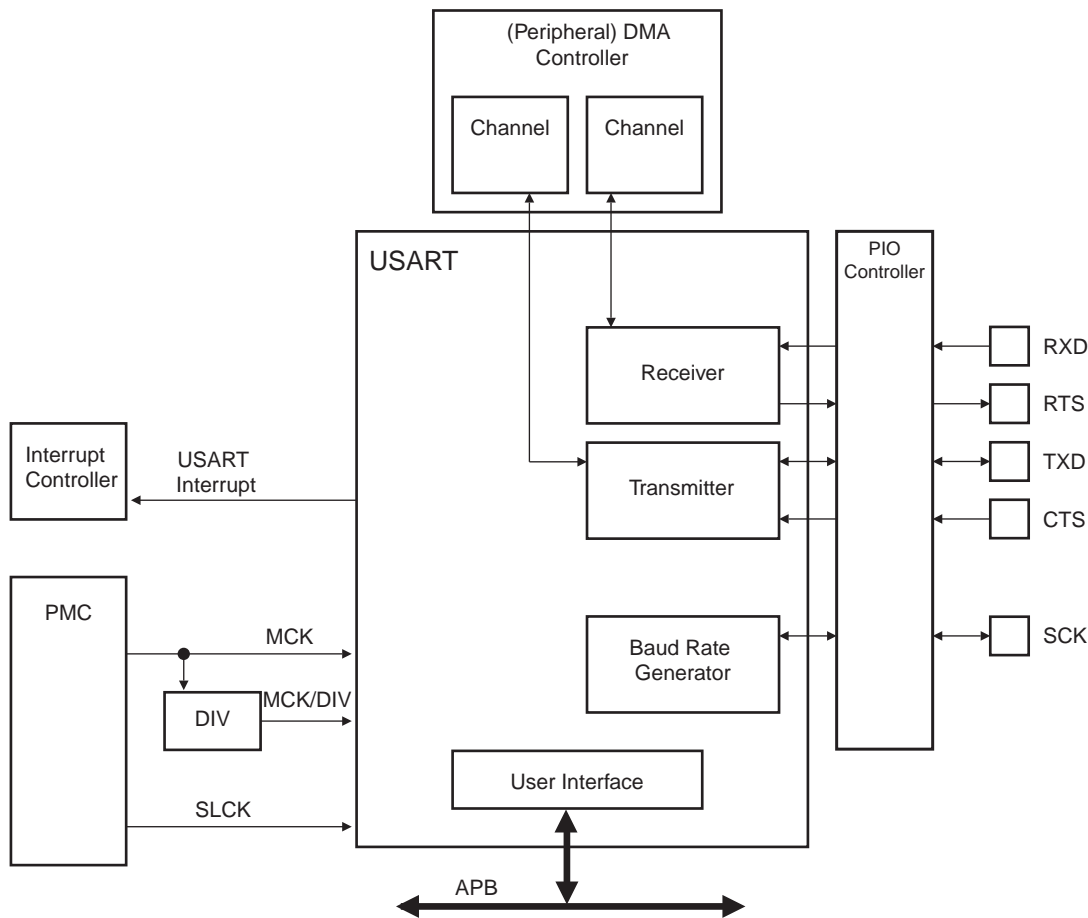 (Peripheral) DMA
Controller
Channel
Channel
USART
PIO
Controller
Receiver
RXD
RTS
Interrupt
Controller
USART
Interrupt
Transmitter
TXD
CTS
PMC
MCK
Baud Rate
Generator
SCK
DIV
MCK/DIV
User Interface
SLCK
APB